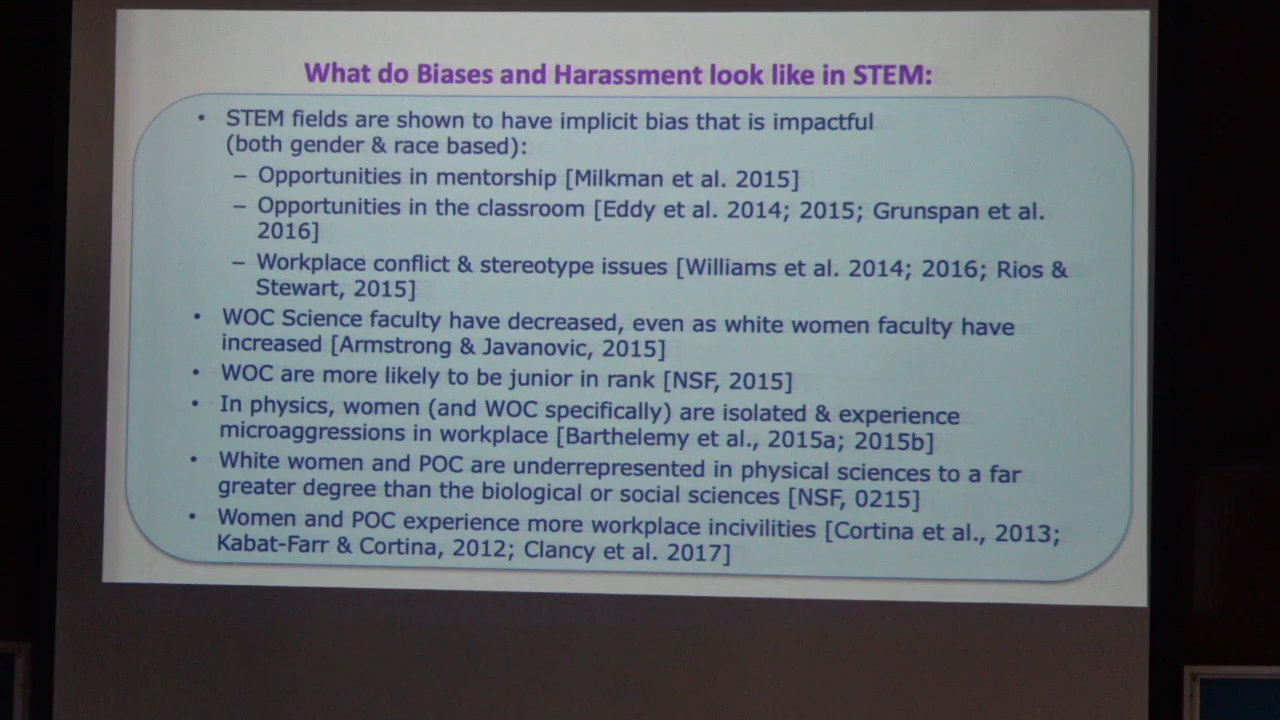 What do Biases and Harassment look like in STEM:
• STEM fields are shown to have implicit bias that is impactful
(both gender & race based):
– Opportunities in mentorship [Milkman et al. 2015]
– Opportunities in the classroom [Eddy et al. 2014; 2015; Grunspan et al.
2016]
– Workplace conflict & stereotype issues [Williams et al. 2014; 2016; Rios &
Stewart, 2015]
• WOC Science faculty have decreased, even as white women faculty have
increased [Armstrong & Javanovic, 2015]
• WOC are more likely to be junior in rank [NSF, 2015]
• In physics, women (and WOC specifically) are isolated & experience
microaggressions in workplace [Barthelemy et al., 2015a; 2015b]
• White women and POC are underrepresented in physical sciences to a far
greater degree than the biological or social sciences [NSF, 0215]
• Women and POC experience more workplace incivilities [Cortina et al., 2013;
Kabat-Farr & Cortina, 2012; Clancy et al. 2017]